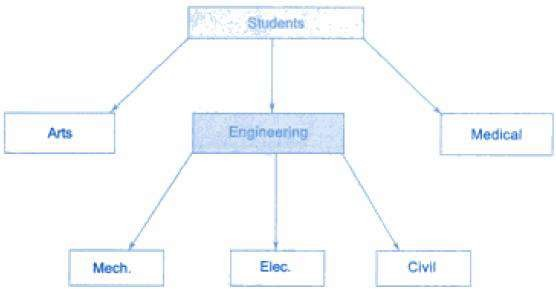 Students
Arts
Engineering
Medical
Mech.
Elec.
Civil